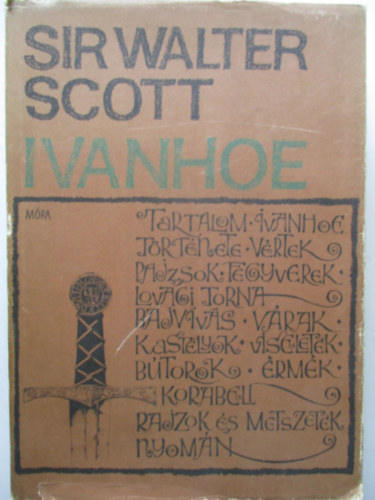 SIR WALTER
SCOTT
IVANHOE
MÓRA
TARTALOM · IVANHOE
TÖRTÉNETE · VÉRTEK
PAJZSOK · FEGYVEREK ·
LOVAGI TORNA
BAJVÍVÁS · VÁRAK ·
KASTÉLYOK · VISELETEK ·
BÚTOROK · ÉRMÉK ·
KORABELI
RAJZOK ÉS METSZETEK
NYOMÁN